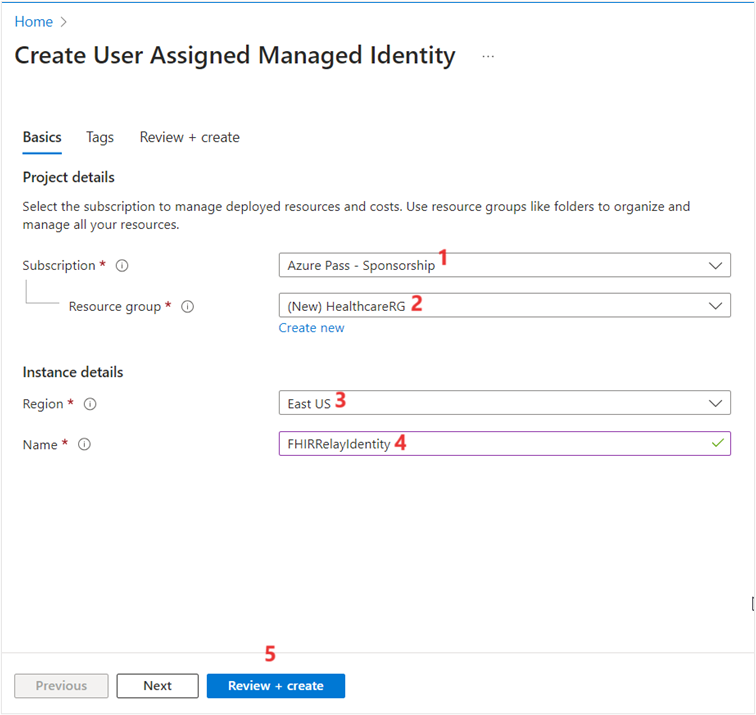 Home >
Create User Assigned Managed Identity ...
Basics Tags Review + create
Project details
Select the subscription to manage deployed resources and costs. Use resource groups like folders to organize and
manage all your resources.
Subscription * Azure Pass - Sponsorship 1
Resource group * (New) HealthcareRG 2
Create new
Instance details
Region * East US 3
Name * FHIRRelayIdentity 4
5
Previous Next Review + create